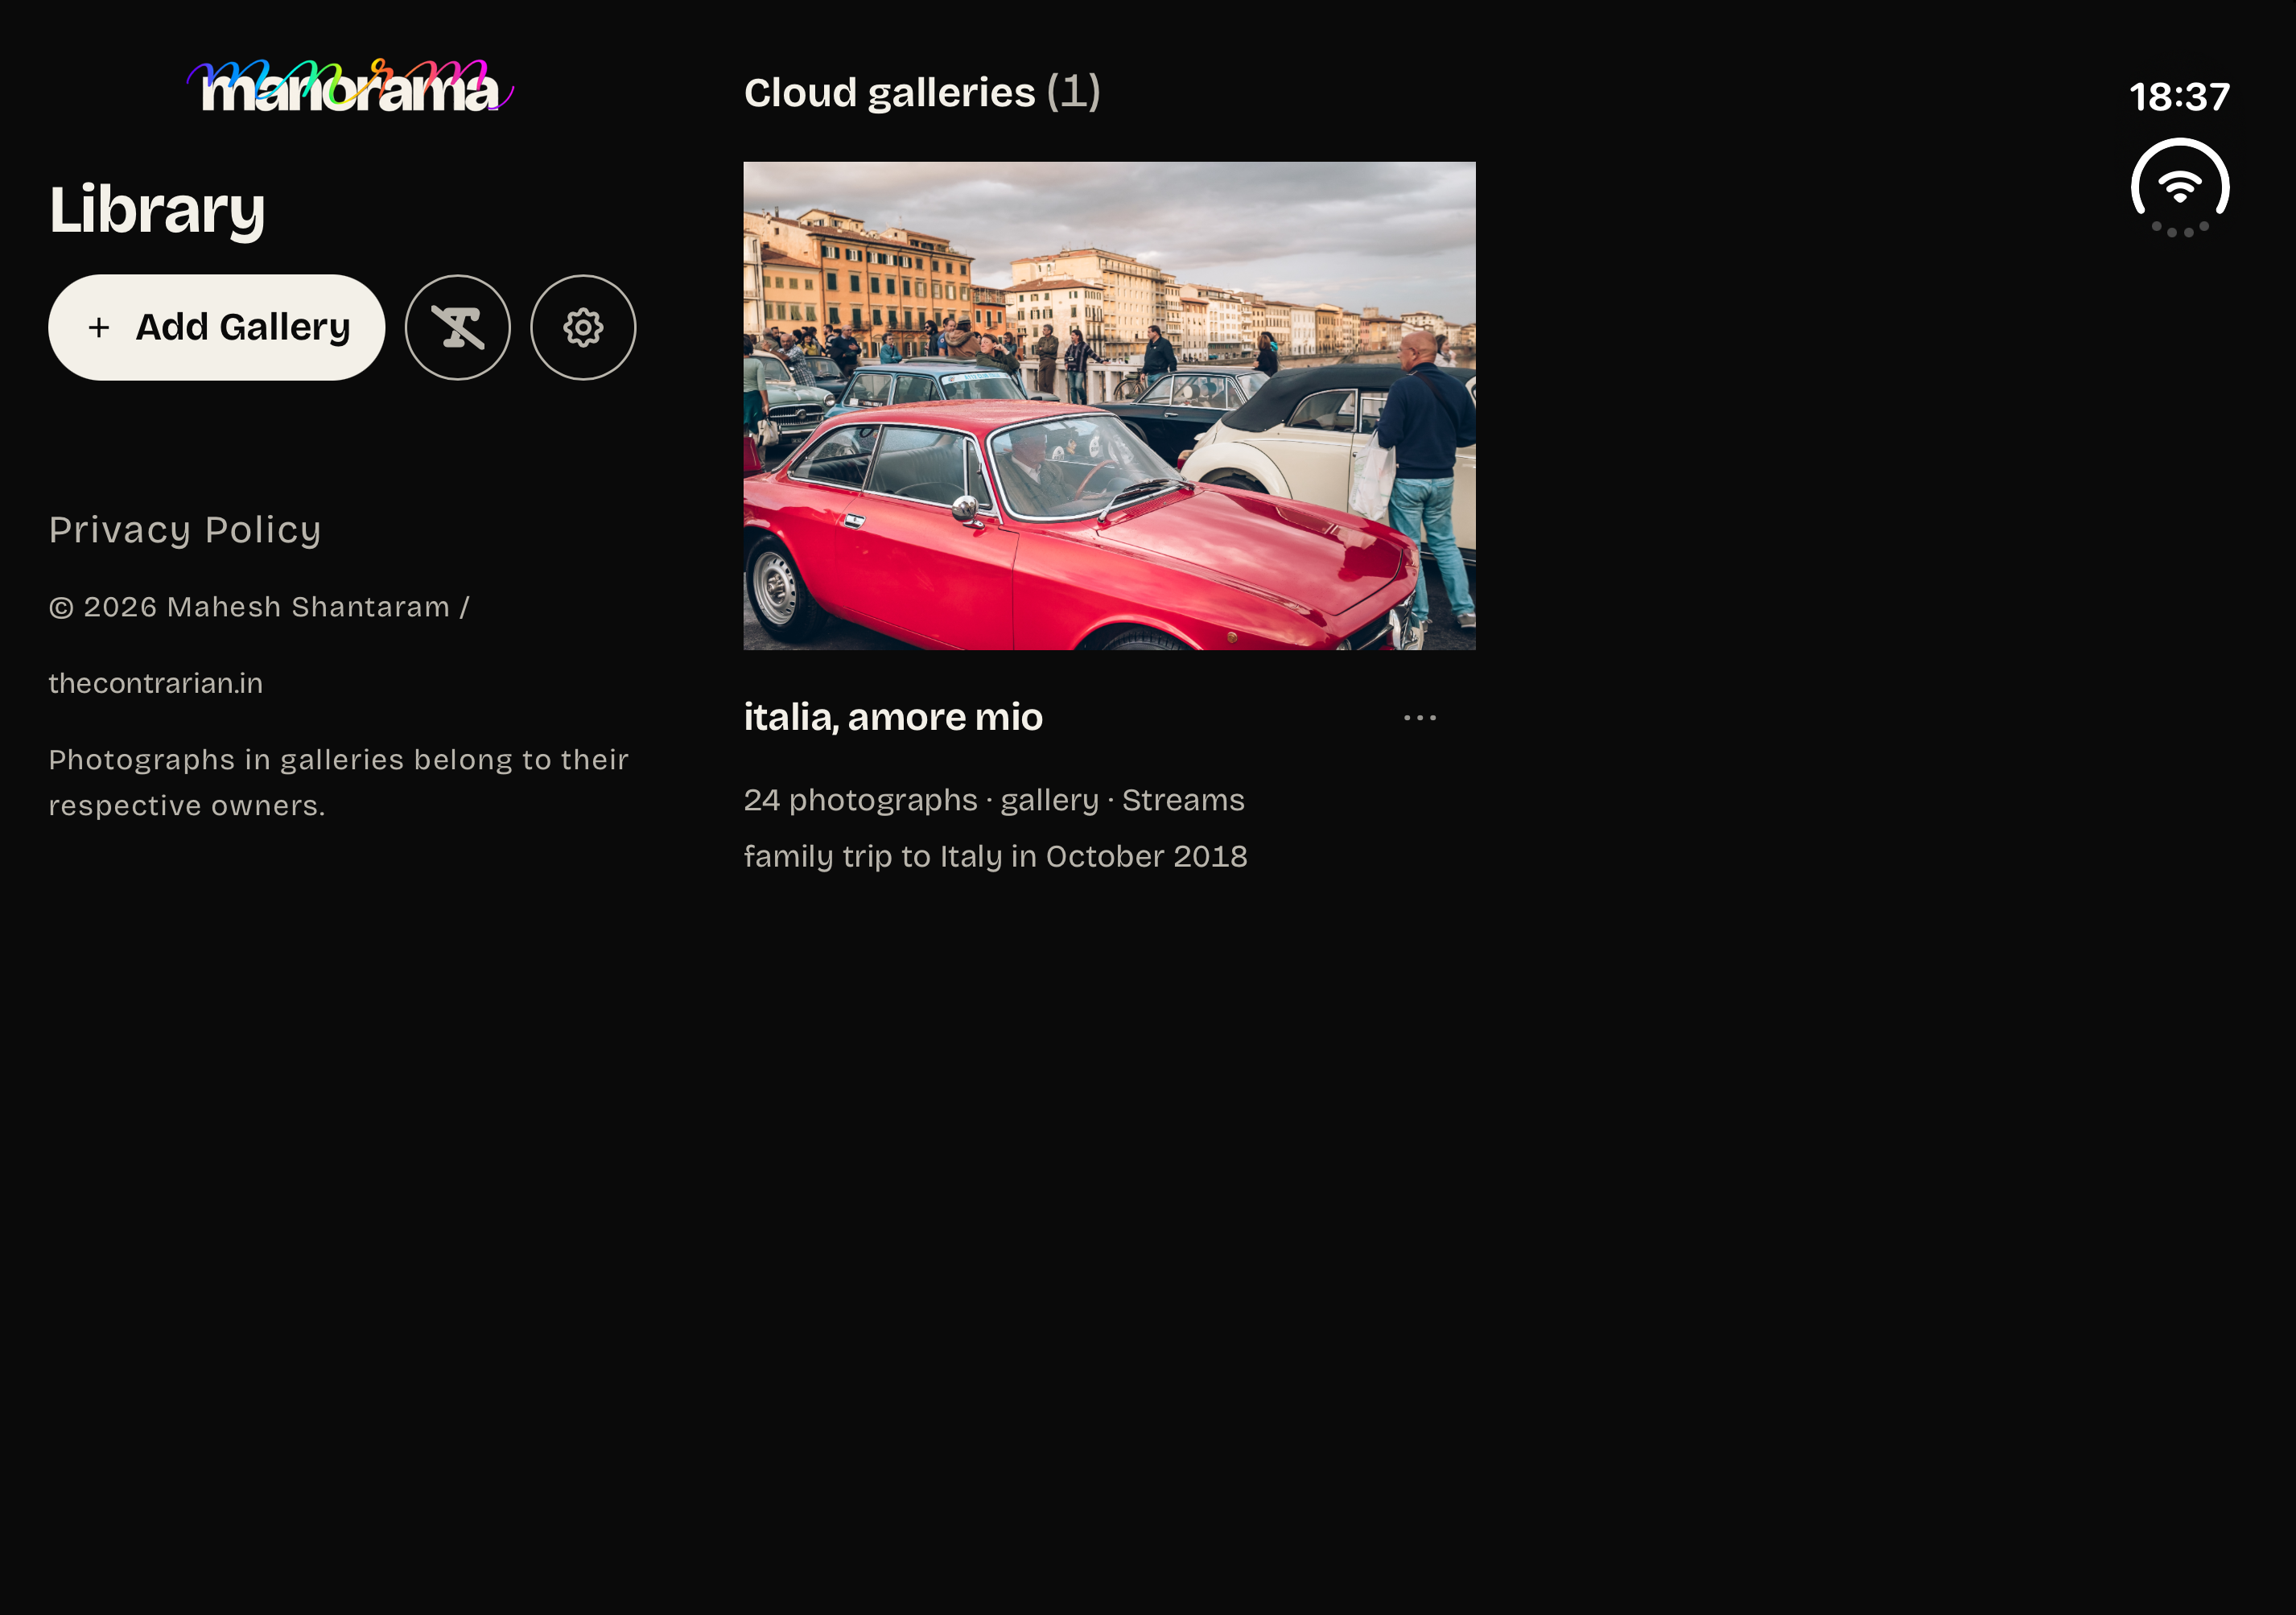 manorama
Library
+ Add Gallery
Privacy Policy
© 2026 Mahesh Shantaram /
thecontrarian.in
Photographs in galleries belong to their
respective owners.
Cloud galleries (1)
italia, amore mio
24 photographs · gallery · Streams
family trip to Italy in October 2018
18:37